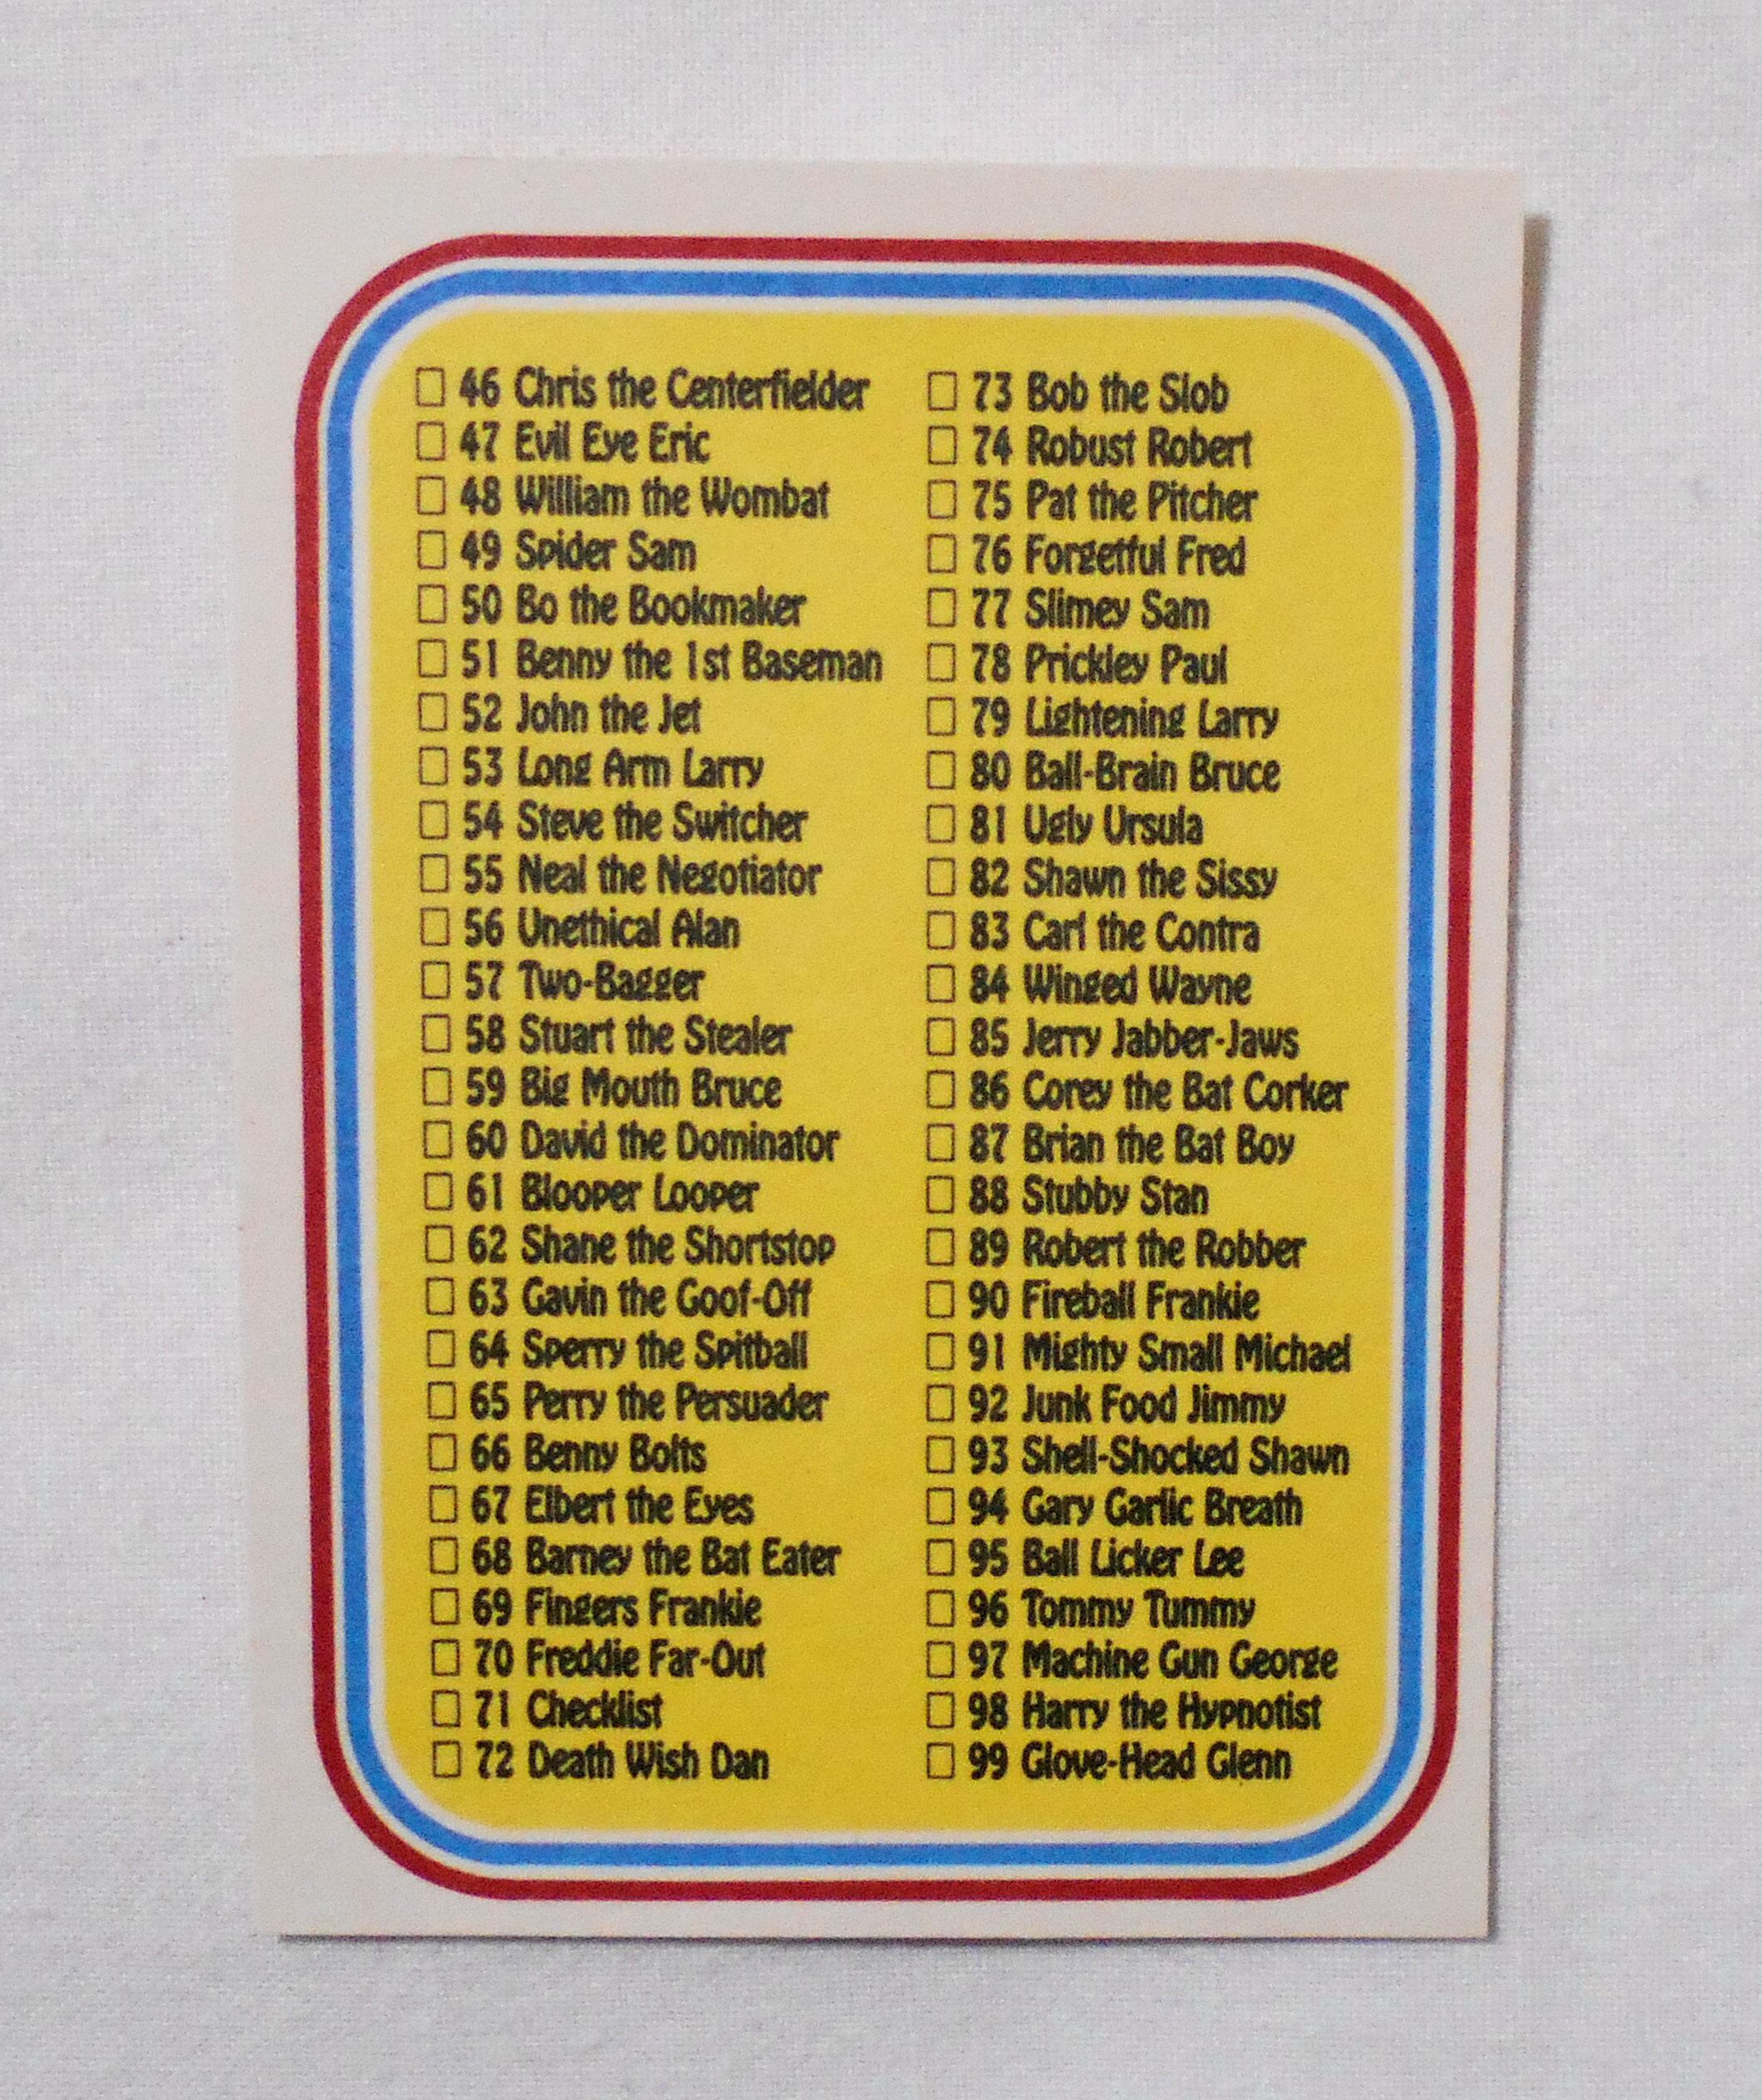 46 Chris the Centerfielder
47 Evil Eye Eric
48 William the Wombat
49 Spider Sam
50 Bo the Bookmaker
51 Benny the 1st Baseman
52 John the Jet
53 Long Arm Larry
54 Steve the Switcher
55 Neal the Negotiator
56 Unethical Alan
57 Two-Bagger
58 Stuart the Stealer
59 Big Mouth Bruce
60 David the Dominator
61 Blooper Looper
62 Shane the Shortstop
63 Gavin the Goof-Off
64 Sperry the Spitball
65 Perry the Persuader
66 Benny Bolts
67 Elbert the Eyes
68 Barney the Bat Eater
69 Fingers Frankie
70 Freddie Far-Out
71 Checklist
72 Death Wish Dan
73 Bob the Slob
74 Robust Robert
75 Pat the Pitcher
76 Forgetful Fred
77 Slimey Sam
78 Prickley Paul
79 Lightening Larry
80 Ball-Brain Bruce
81 Ugly Ursula
82 Shawn the Sissy
83 Carl the Contra
84 Winged Wayne
85 Jerry Jabber-Jaws
86 Corey the Bat Corker
87 Brian the Bat Boy
88 Stubby Stan
89 Robert the Robber
90 Fireball Frankie
91 Mighty Small Michael
92 Junk Food Jimmy
93 Shell-Shocked Shawn
94 Gary Garlic Breath
95 Ball Licker Lee
96 Tommy Tummy
97 Machine Gun George
98 Harry the Hypnotist
99 Glove-Head Glenn